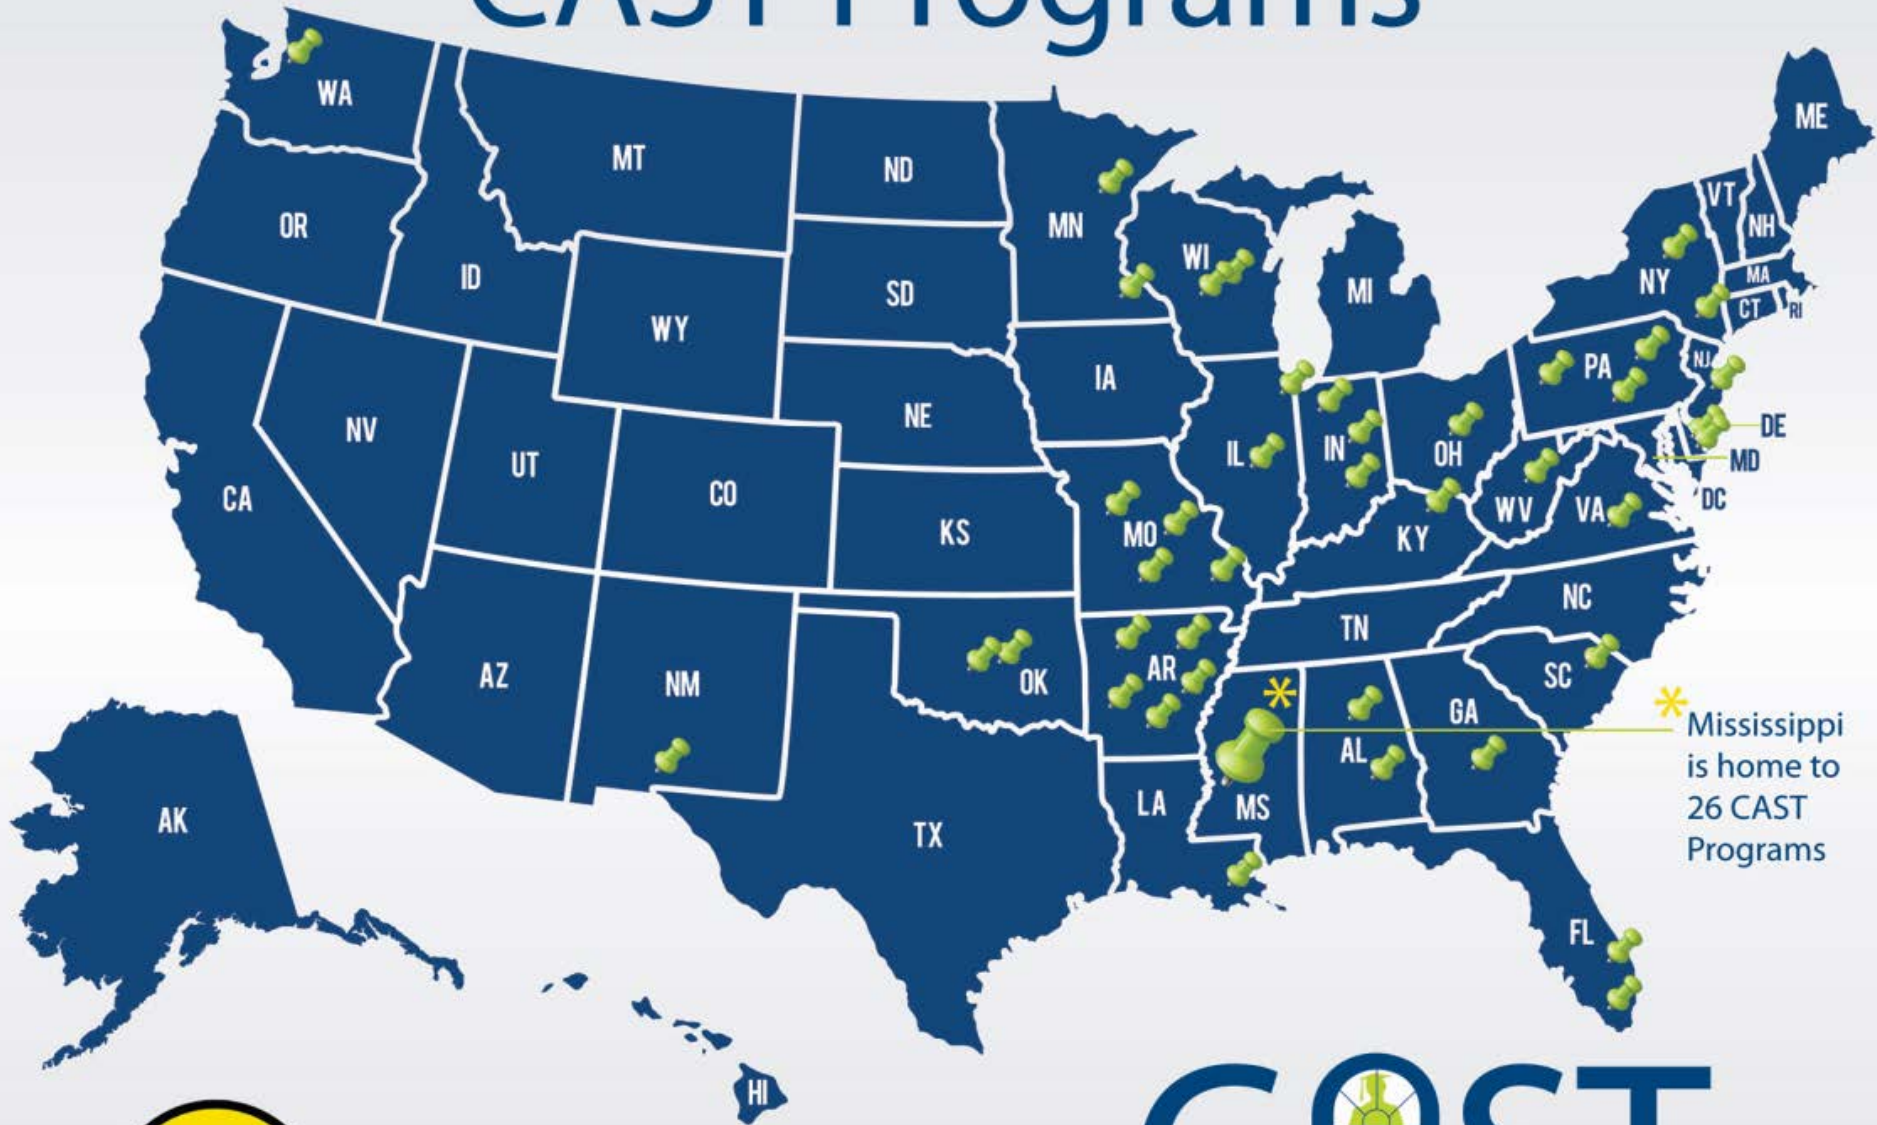 CAST Programs
WA
MT
ND
MN
ME
VT
NH
OR
ID
SD
WI
MI
NY
MA
CT
RI
WY
IA
PA
NJ
NV
NE
IL
IN
OH
DE
MD
DC
CA
UT
CO
KS
MO
KY
WV
VA
AZ
NM
OK
AR
TN
NC
SC
*
*
GA
AL
MS
LA
TX
AK
FL
HI
Mississippi
is home to
26 CAST
Programs
CAST